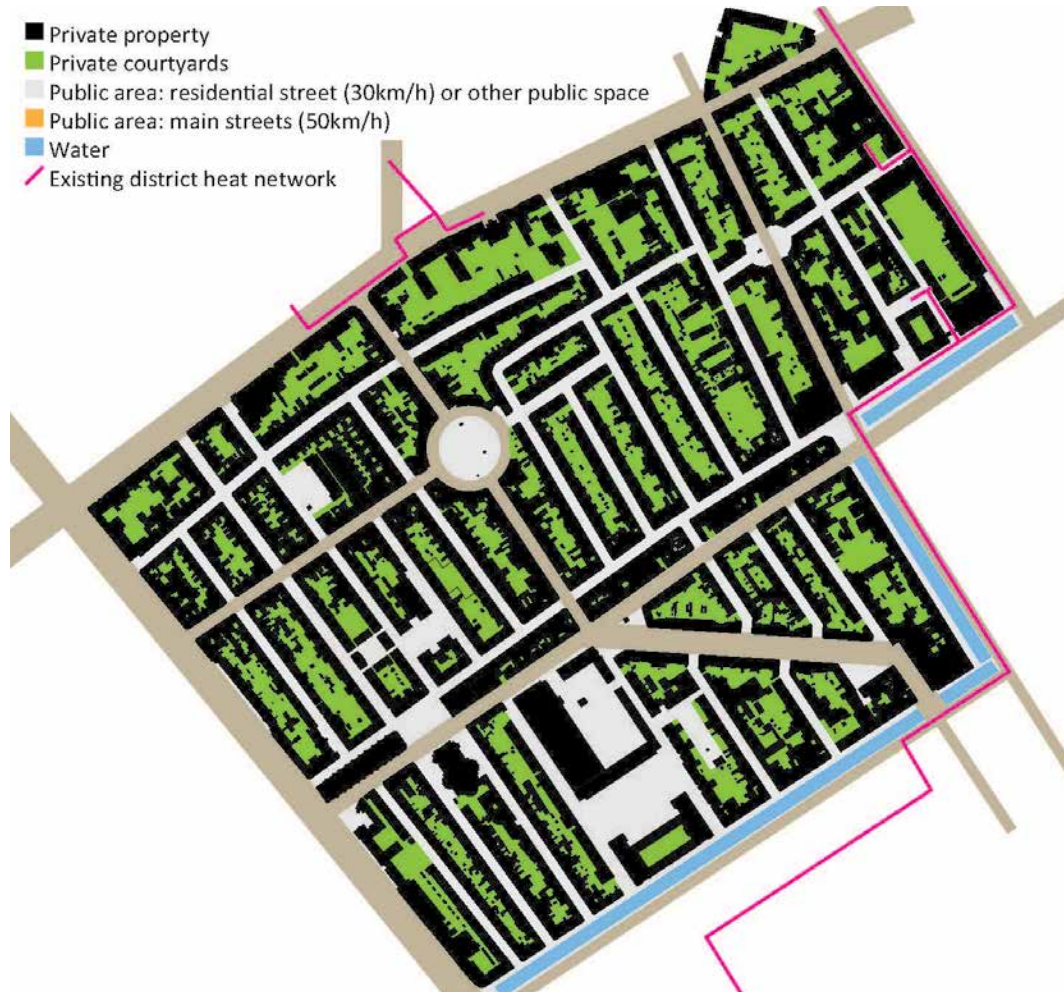 Private property
Private courtyards
Public area: residential street (30km/h) or other public space
Public area: main streets (50km/h)
Water
Existing district heat network